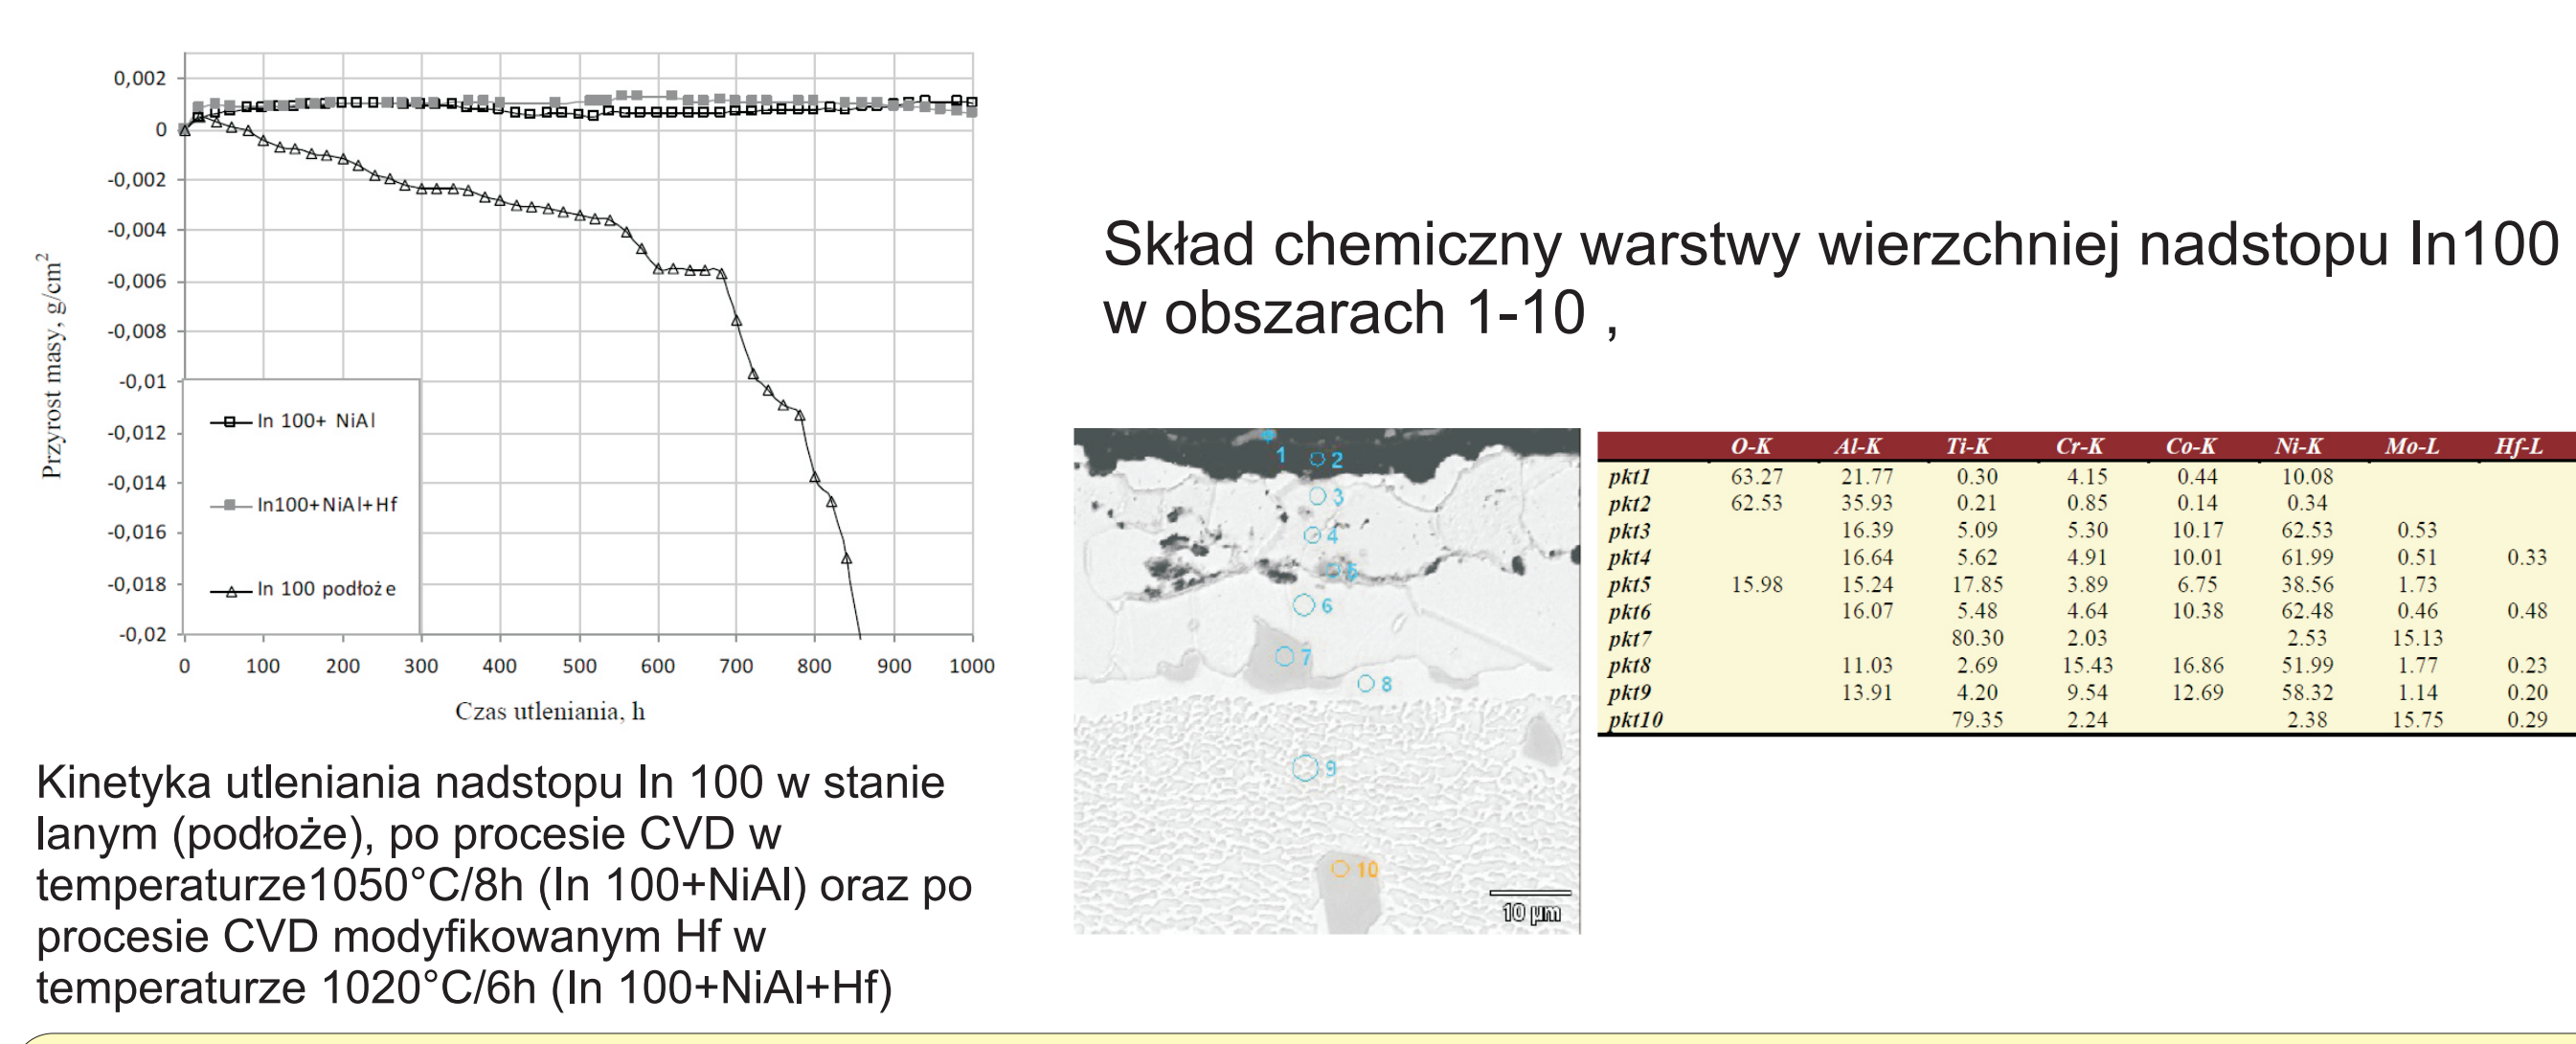 0,002
0
-0,002
-0,004
-0,006
-0,008
-0,01
-0,012
-0,014
-0,016
-0,018
-0,02
Przyrost masy, g/cm²
In 100+ NiAl
In100+NiAl+Hf
In 100 podłoże
0 100 200 300 400 500 600 700 800 900 1000
Czas utleniania, h
Kinetyka utleniania nadstopu In 100 w stanie
lanym (podłoże), po procesie CVD w
temperaturze1050°C/8h (In 100+NiAl) oraz po
procesie CVD modyfikowanym Hf w
temperaturze 1020°C/6h (In 100+NiAl+Hf)
Skład chemiczny warstwy wierzchniej nadstopu In100
w obszarach 1-10 ,
1
2
3
4
5
6
7
8
9
10
10 µm
O-K Al-K Ti-K Cr-K Co-K Ni-K Mo-L Hf-L
pkt1 63.27 21.77 0.30 4.15 0.44 10.08
pkt2 62.53 35.93 0.21 0.85 0.14 0.34
pkt3 16.39 5.09 5.30 10.17 62.53 0.53
pkt4 16.64 5.62 4.91 10.01 61.99 0.51 0.33
pkt5 15.98 15.24 17.85 3.89 6.75 38.56 1.73
pkt6 16.07 5.48 4.64 10.38 62.48 0.46 0.48
pkt7 80.30 2.03 2.53 15.13
pkt8 11.03 2.69 15.43 16.86 51.99 1.77 0.23
pkt9 13.91 4.20 9.54 12.69 58.32 1.14 0.20
pkt10 79.35 2.24 2.38 15.75 0.29